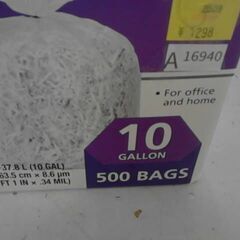 ¥1298
A 16940
• For office
and home
10
GALLON
500 BAGS
37.8 L (10 GAL)
63.5 cm x 8.6 µm
FT 1 IN x .34 MIL)